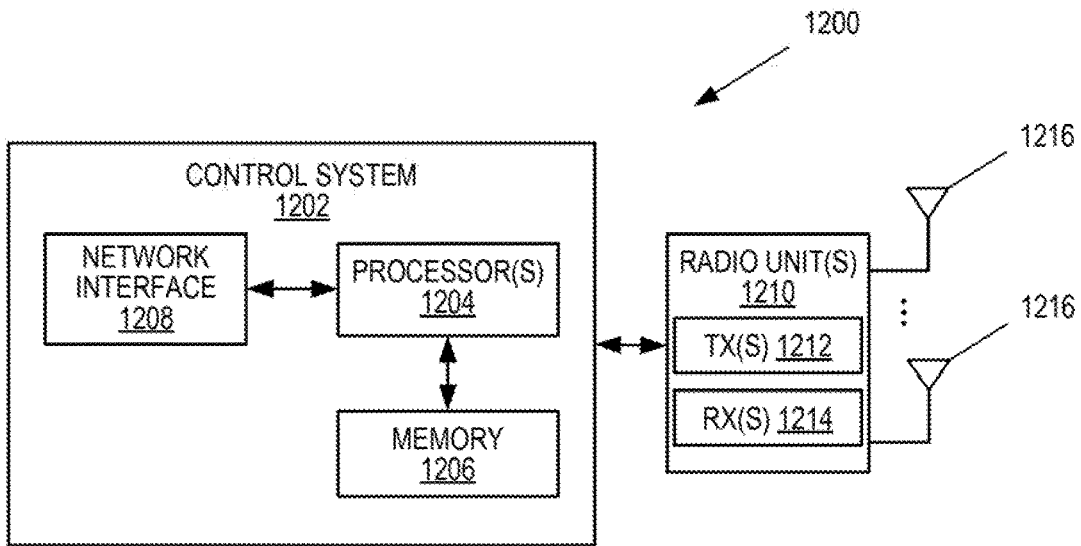 1200
1216
CONTROL SYSTEM
1202
NETWORK
INTERFACE
1208
PROCESSOR(S)
1204
MEMORY
1206
RADIO UNIT(S)
1210
TX(S) 1212
RX(S) 1214
1216